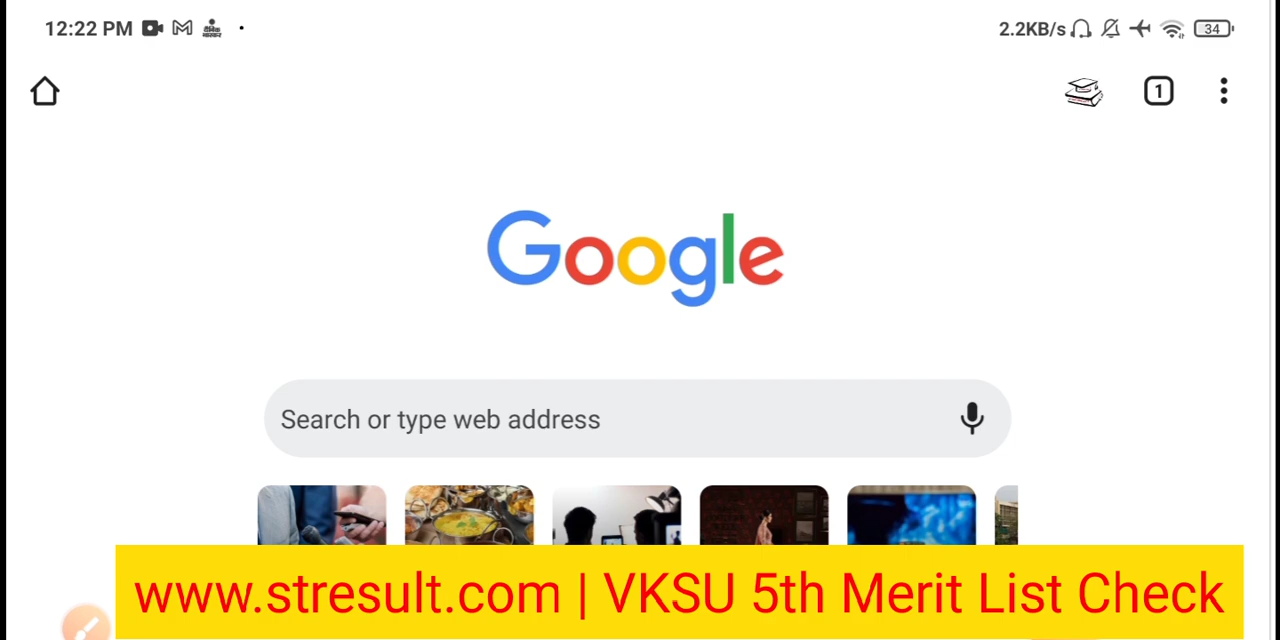 12:22 PM
2.2KB/s
34
1
Google
Search or type web address
www.stresult.com | VKSU 5th Merit List Check